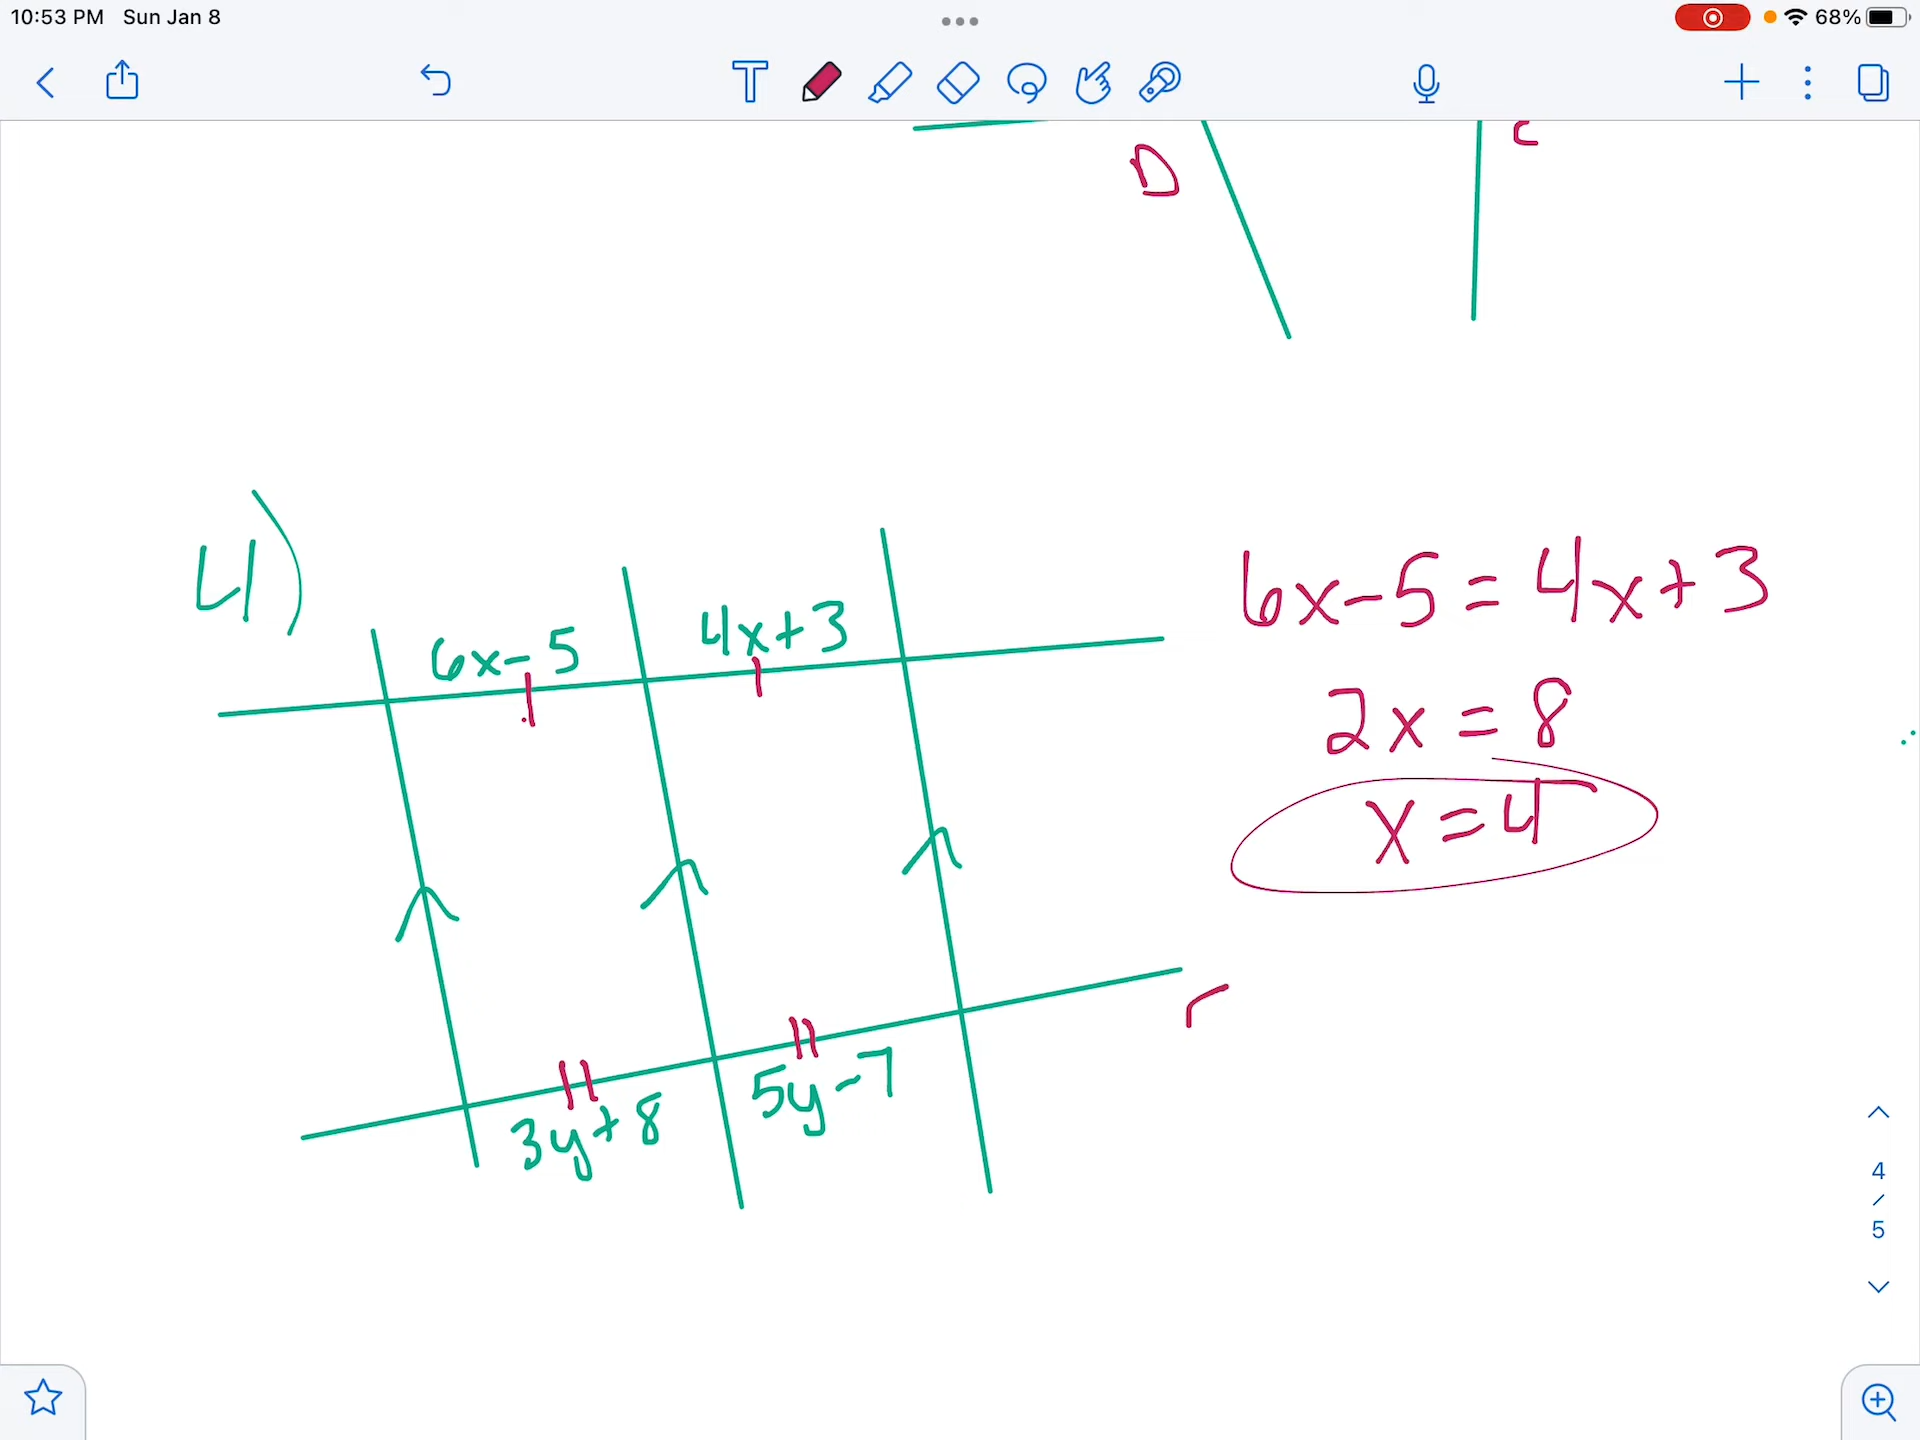 10:53 PM Sun Jan 8
68%
T
D
C
4)
6x-5
4x+3
3y+8
5y-7
6x-5=4x+3
2x=8
x=4
4
/
5